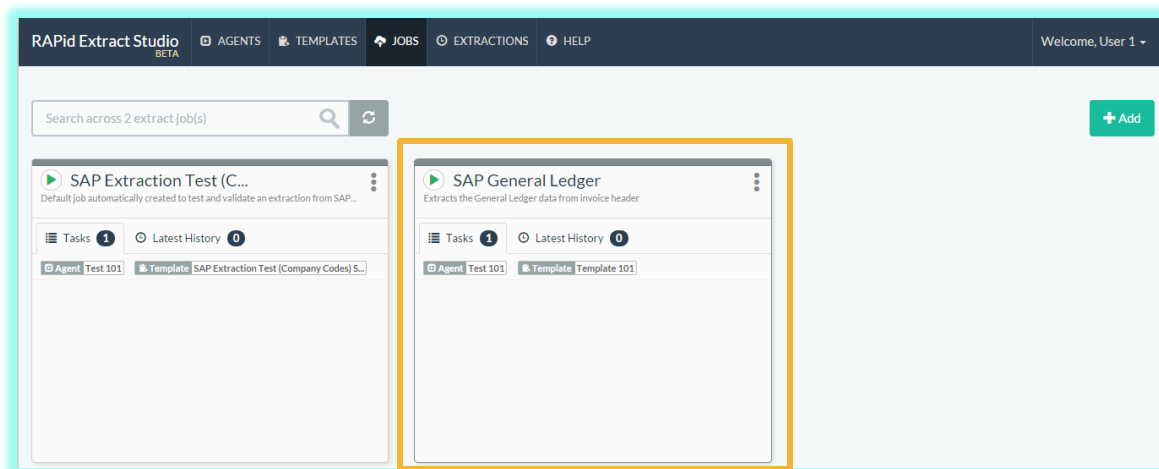 RAPid Extract Studio
BETA
AGENTS
TEMPLATES
JOBS
EXTRACTIONS
HELP
Welcome, User 1
Search across 2 extract job(s)
Add
SAP Extraction Test (C...
Default job automatically created to test and validate an extraction from SAP...
Tasks 1
Latest History 0
Agent Test 101
Template SAP Extraction Test (Company Codes) S...
SAP General Ledger
Extracts the General Ledger data from invoice header
Tasks 1
Latest History 0
Agent Test 101
Template Template 101